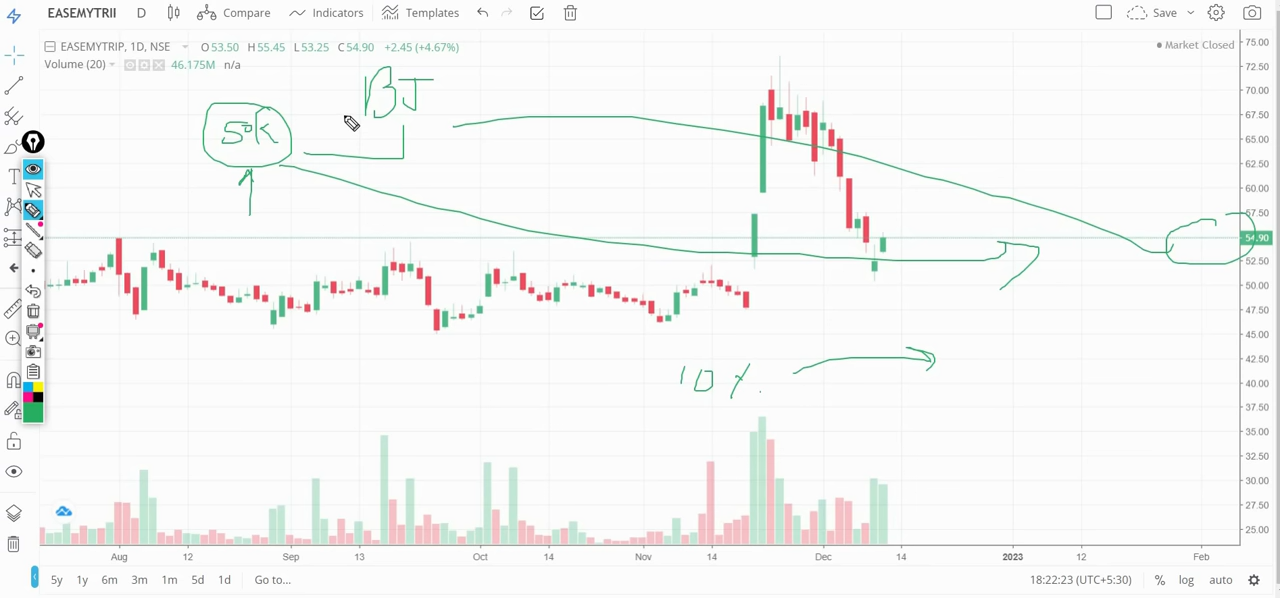 EASEMYTRII D Compare Indicators Templates Save
EASEMYTRIP, 1D, NSE O53.50 H55.45 L53.25 C54.90 +2.45 (+4.67%)
Market Closed
Volume (20) 46.175M n/a
BJ
50K
10 %
75.00
72.50
70.00
67.50
65.00
62.50
60.00
57.50
54.90
52.50
50.00
47.50
45.00
42.50
40.00
37.50
35.00
32.50
30.00
27.50
25.00
Aug 12 Sep 13 Oct 14 Nov 14 Dec 14 2023 12 Feb
5y 1y 6m 3m 1m 5d 1d Go to... 18:22:23 (UTC+5:30) % log auto